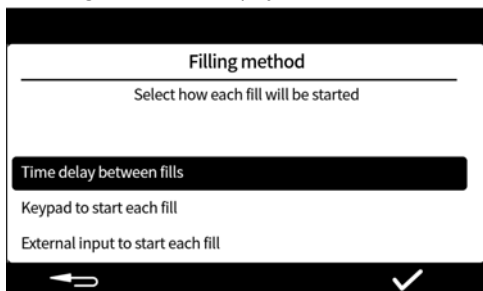 Filling method
Select how each fill will be started
Time delay between fills
Keypad to start each fill
External input to start each fill